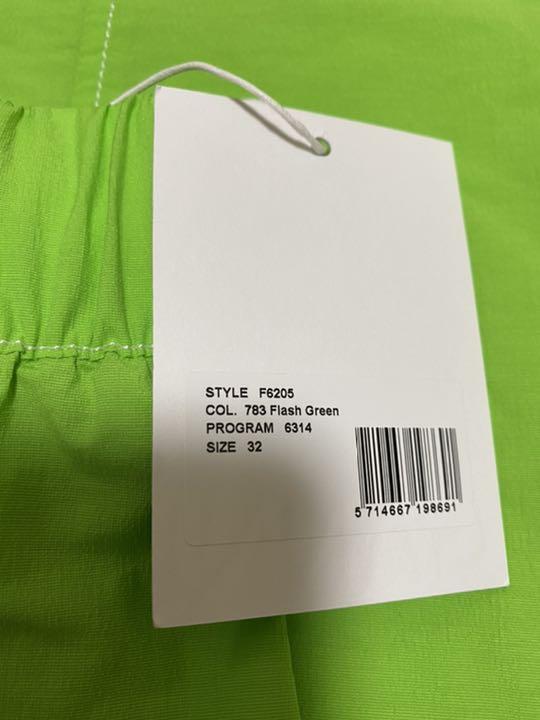 STYLE F6205
COL. 783 Flash Green
PROGRAM 6314
SIZE 32
5 714667 198691